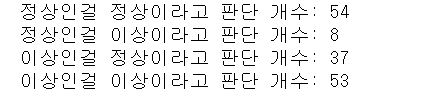 정상인걸 정상이라고 판단 개수: 54
정상인걸 이상이라고 판단 개수: 8
이상인걸 정상이라고 판단 개수: 37
이상인걸 이상이라고 판단 개수: 53